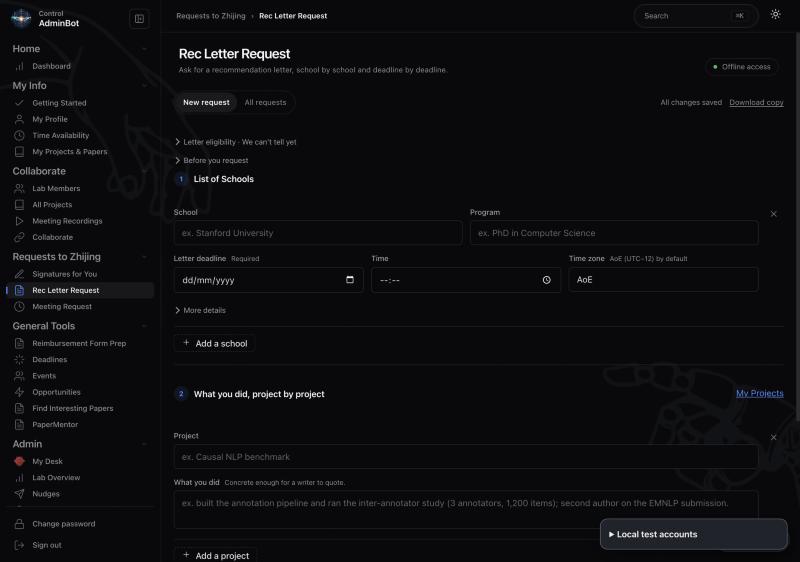 Control
AdminBot
Home
Dashboard
My Info
Getting Started
My Profile
Time Availability
My Projects & Papers
Collaborate
Lab Members
All Projects
Meeting Recordings
Collaborate
Requests to Zhijing
Signatures for You
Rec Letter Request
Meeting Request
General Tools
Reimbursement Form Prep
Deadlines
Events
Opportunities
Find Interesting Papers
PaperMentor
Admin
My Desk
Lab Overview
Nudges
Change password
Sign out
Requests to Zhijing › Rec Letter Request
Search ⌘K
Rec Letter Request
Ask for a recommendation letter, school by school and deadline by deadline.
Offline access
New request All requests
All changes saved Download copy
Letter eligibility · We can't tell yet
Before you request
1 List of Schools
School Program
ex. Stanford University ex. PhD in Computer Science
Letter deadline Required Time Time zone AoE (UTC−12) by default
dd/mm/yyyy --:-- AoE
More details
+ Add a school
2 What you did, project by project My Projects
Project
ex. Causal NLP benchmark
What you did Concrete enough for a writer to quote.
ex. built the annotation pipeline and ran the inter-annotator study (3 annotators, 1,200 items); second author on the EMNLP submission.
+ Add a project
Local test accounts